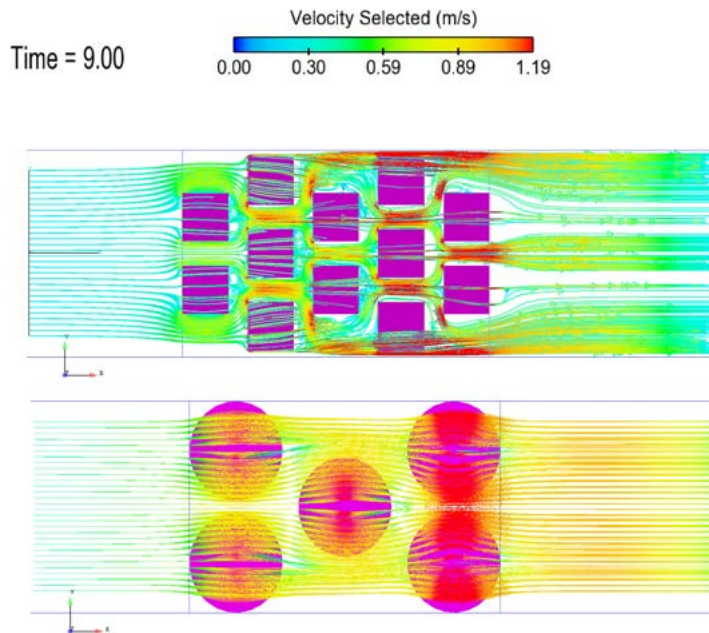 Velocity Selected (m/s)
Time = 9.00
0.00 0.30 0.59 0.89 1.19
Y
Z
X
Y
Z
X